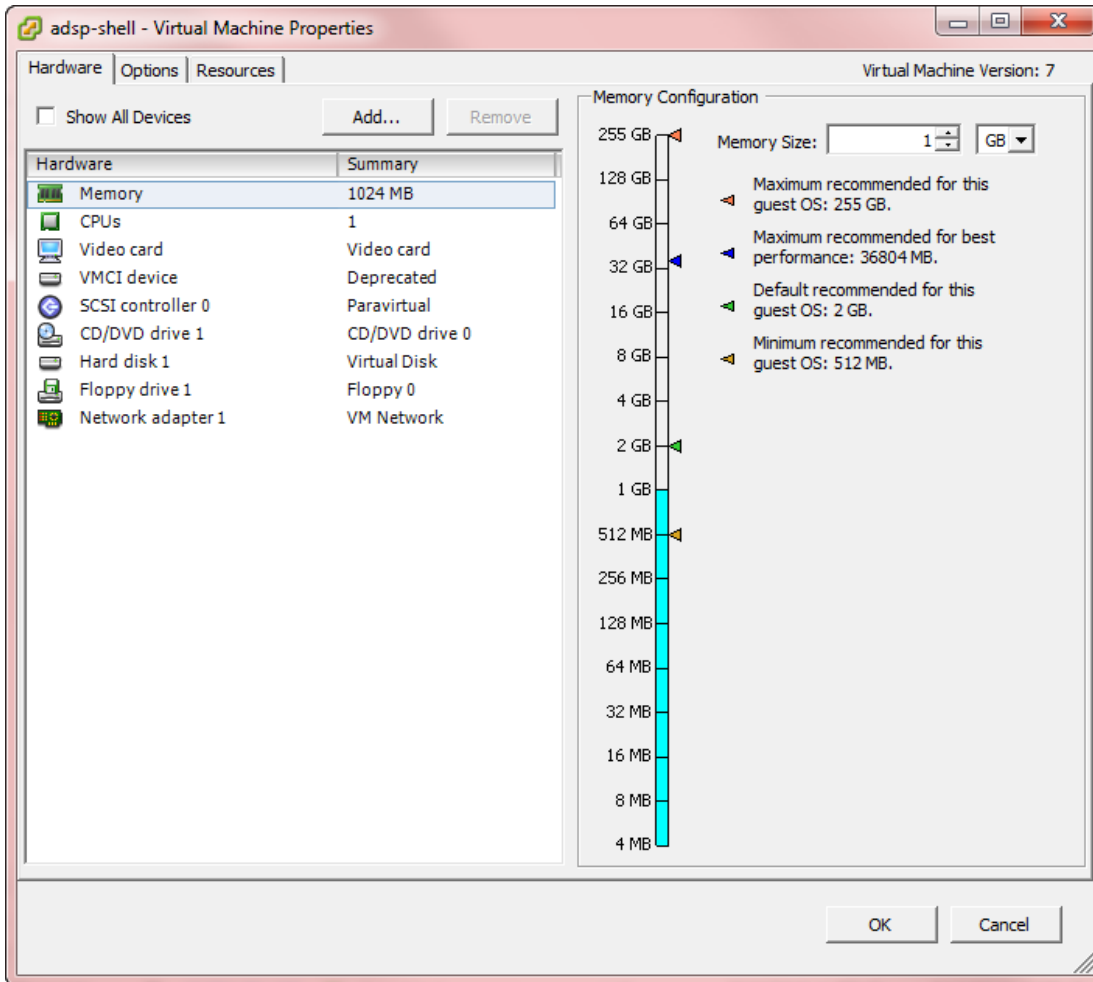 adsp-shell - Virtual Machine Properties
Hardware Options Resources
Virtual Machine Version: 7
Show All Devices
Add...
Remove
Hardware Summary
Memory 1024 MB
CPUs 1
Video card Video card
VMCI device Deprecated
SCSI controller 0 Paravirtual
CD/DVD drive 1 CD/DVD drive 0
Hard disk 1 Virtual Disk
Floppy drive 1 Floppy 0
Network adapter 1 VM Network
Memory Configuration
255 GB
128 GB
64 GB
32 GB
16 GB
8 GB
4 GB
2 GB
1 GB
512 MB
256 MB
128 MB
64 MB
32 MB
16 MB
8 MB
4 MB
Memory Size: 1 GB
Maximum recommended for this
guest OS: 255 GB.
Maximum recommended for best
performance: 36804 MB.
Default recommended for this
guest OS: 2 GB.
Minimum recommended for this
guest OS: 512 MB.
OK
Cancel